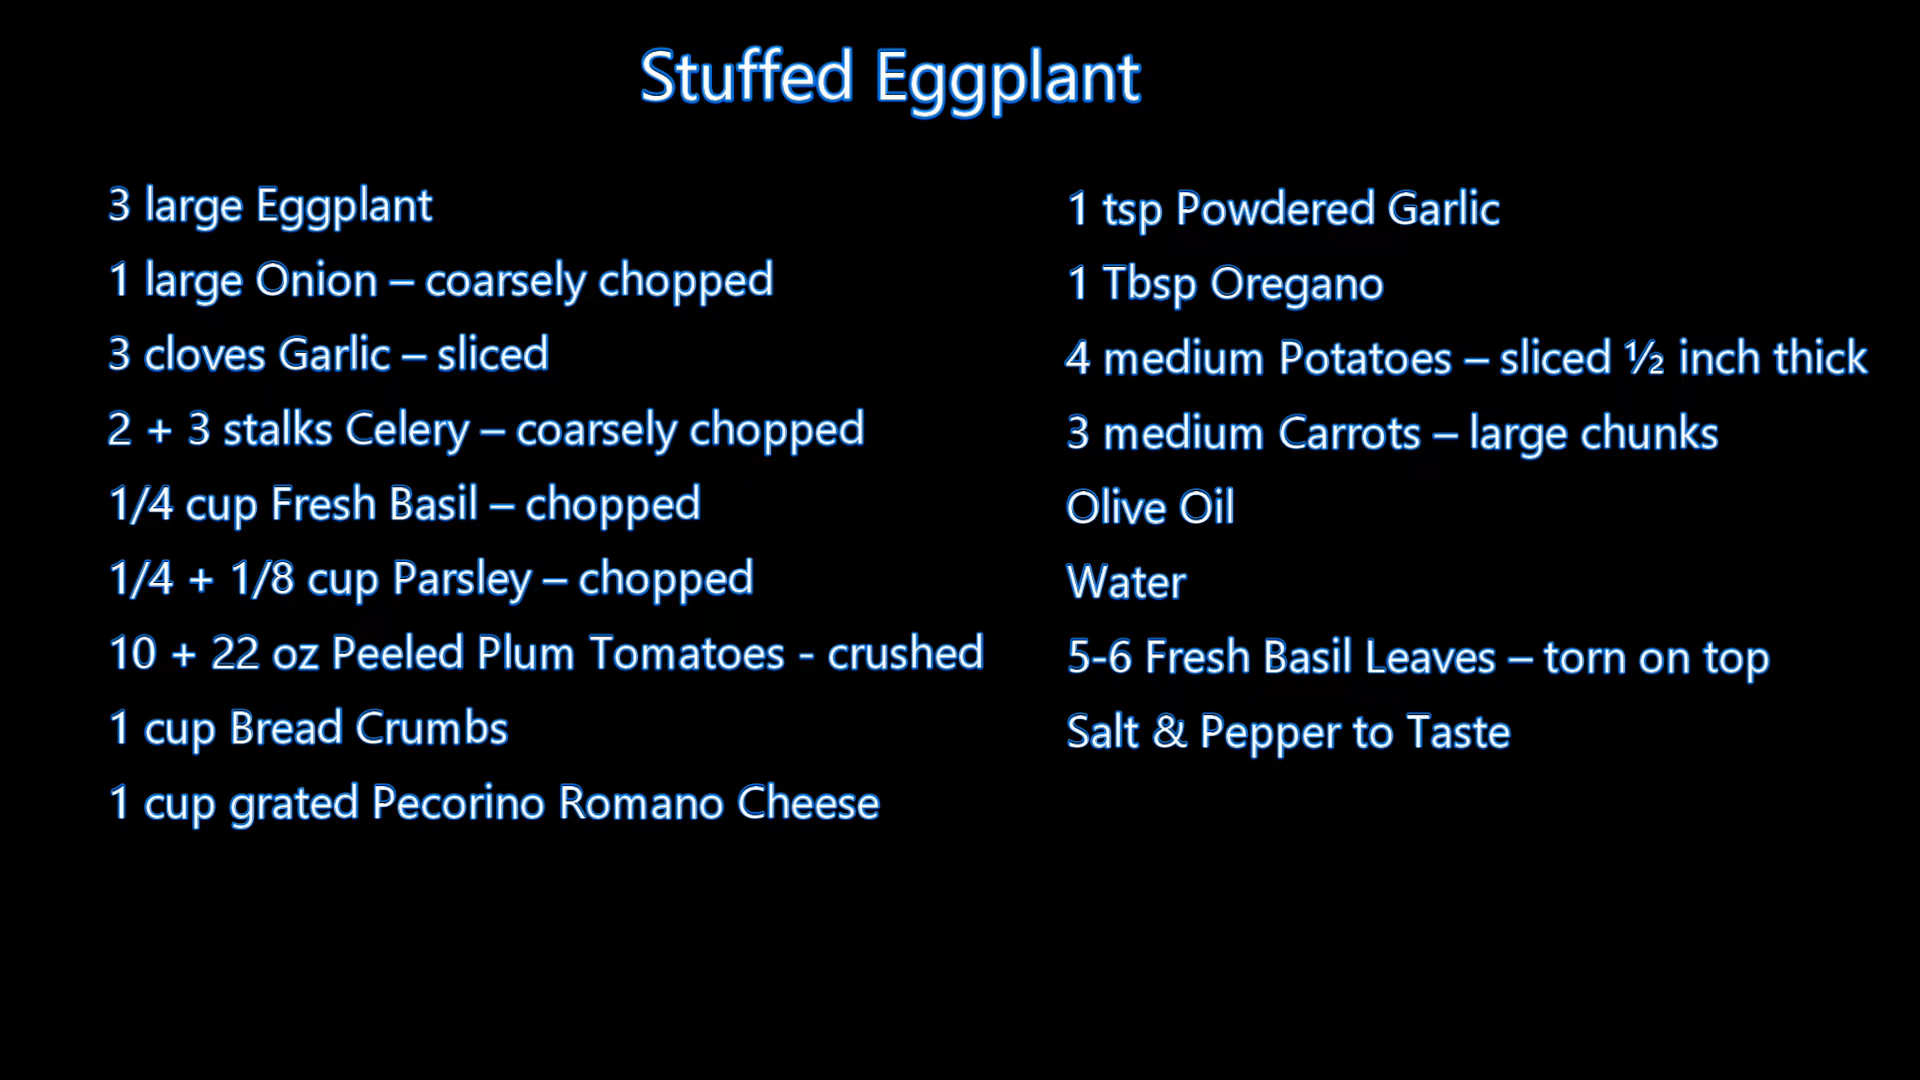 Stuffed Eggplant
3 large Eggplant
1 large Onion – coarsely chopped
3 cloves Garlic – sliced
2 + 3 stalks Celery – coarsely chopped
1/4 cup Fresh Basil – chopped
1/4 + 1/8 cup Parsley – chopped
10 + 22 oz Peeled Plum Tomatoes - crushed
1 cup Bread Crumbs
1 cup grated Pecorino Romano Cheese
1 tsp Powdered Garlic
1 Tbsp Oregano
4 medium Potatoes – sliced ½ inch thick
3 medium Carrots – large chunks
Olive Oil
Water
5-6 Fresh Basil Leaves – torn on top
Salt & Pepper to Taste